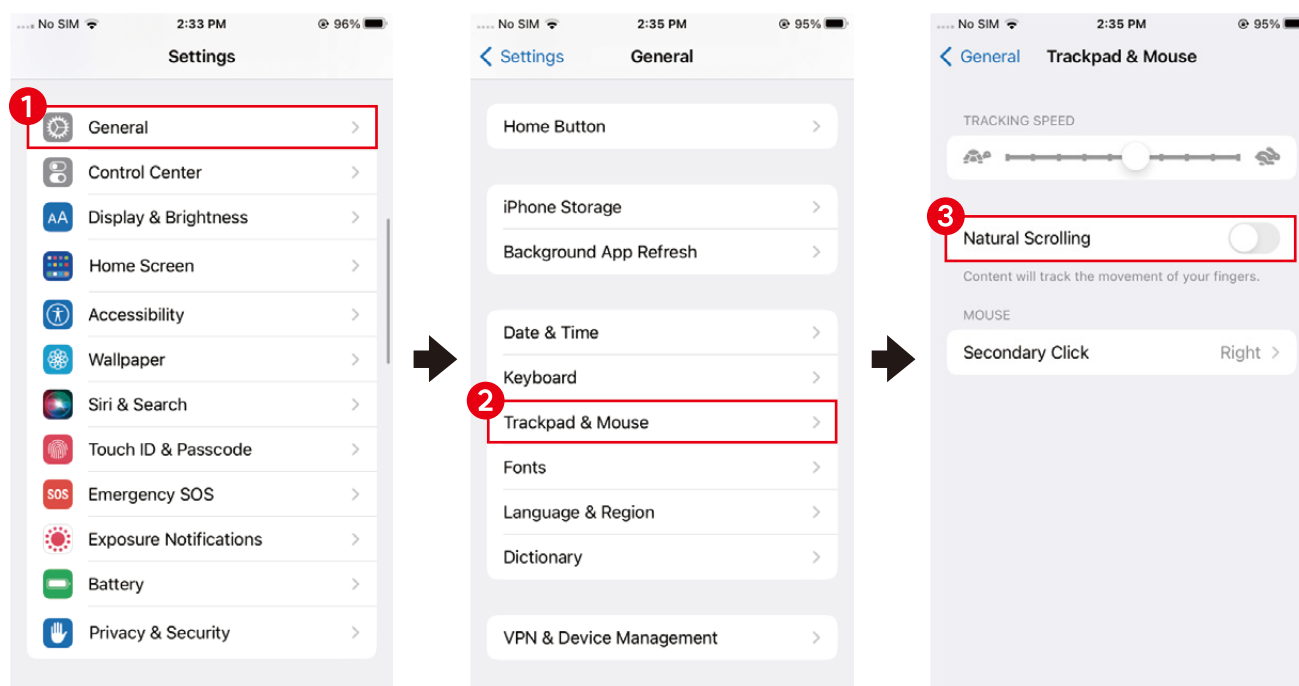 No SIM 2:33 PM 96%
Settings
1
General
Control Center
AA Display & Brightness
Home Screen
Accessibility
Wallpaper
Siri & Search
Touch ID & Passcode
SOS Emergency SOS
Exposure Notifications
Battery
Privacy & Security
No SIM 2:35 PM 95%
Settings General
Home Button
iPhone Storage
Background App Refresh
Date & Time
Keyboard
2
Trackpad & Mouse
Fonts
Language & Region
Dictionary
VPN & Device Management
No SIM 2:35 PM 95%
General Trackpad & Mouse
TRACKING SPEED
3
Natural Scrolling
Content will track the movement of your fingers.
MOUSE
Secondary Click Right